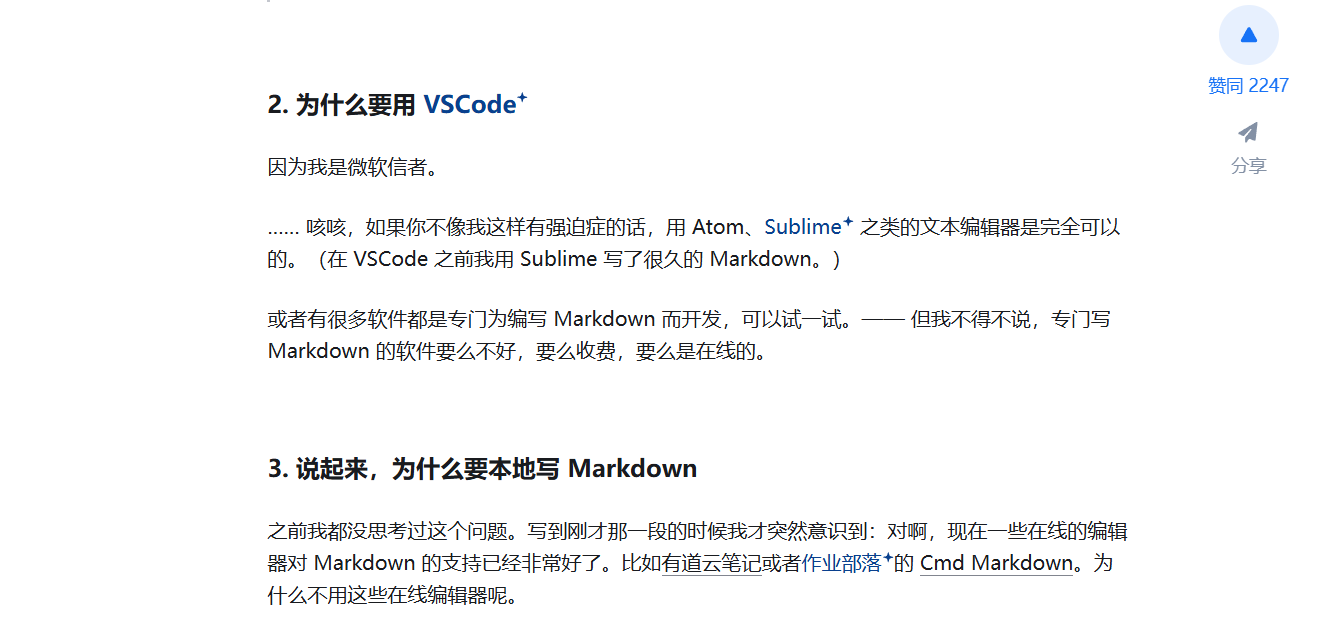 2. 为什么要用 VSCode
因为我是微软信者。
…… 咳咳，如果你不像我这样有强迫症的话，用 Atom、Sublime 之类的文本编辑器是完全可以
的。（在 VSCode 之前我用 Sublime 写了很久的 Markdown。）
或者有很多软件都是专门为编写 Markdown 而开发，可以试一试。—— 但我不得不说，专门写
Markdown 的软件要么不好，要么收费，要么是在线的。
3. 说起来，为什么要本地写 Markdown
之前我都没思考过这个问题。写到刚才那一段的时候我才突然意识到：对啊，现在一些在线的编辑
器对 Markdown 的支持已经非常好了。比如有道云笔记或者作业部落的 Cmd Markdown。为
什么不用这些在线编辑器呢。
赞同 2247
分享